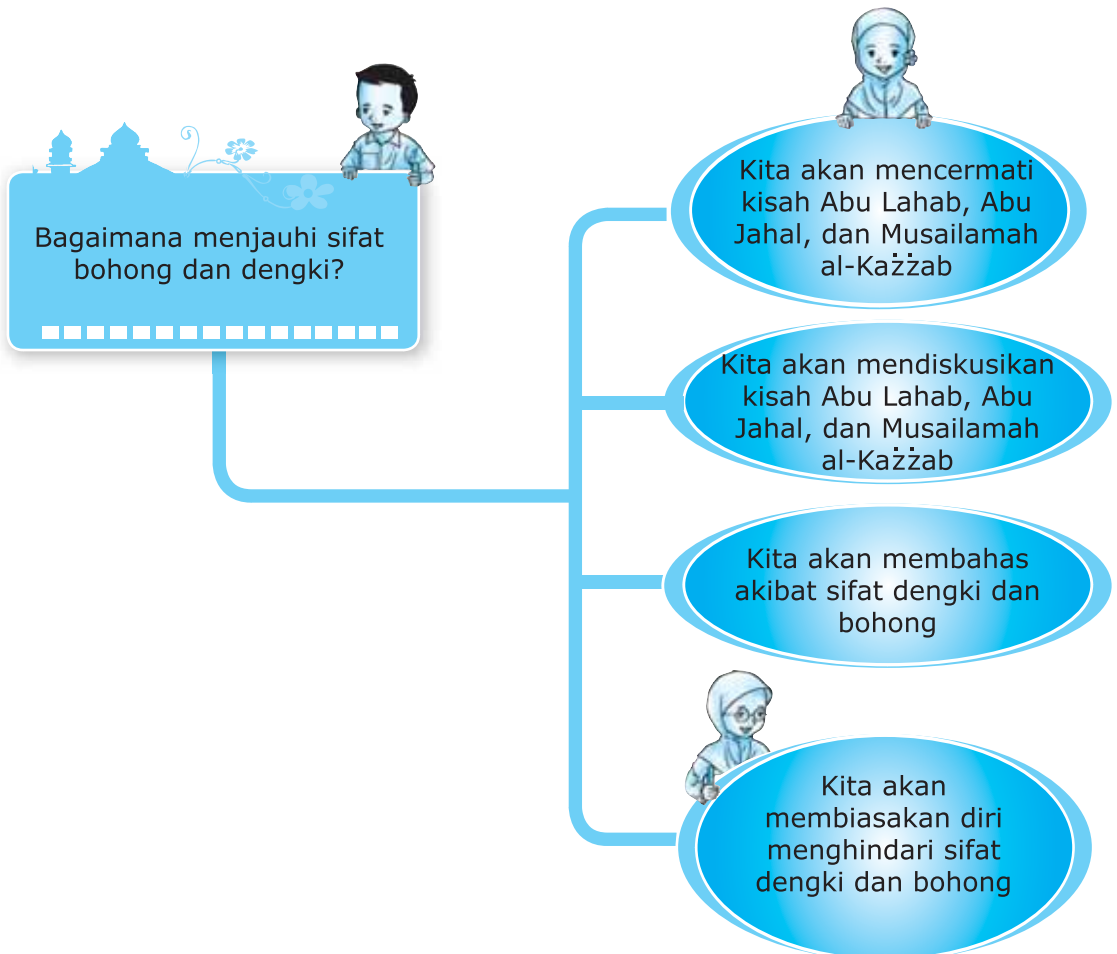 Bagaimana menjauhi sifat
bohong dan dengki?
Kita akan mencermati
kisah Abu Lahab, Abu
Jahal, dan Musailamah
al-Każżab
Kita akan mendiskusikan
kisah Abu Lahab, Abu
Jahal, dan Musailamah
al-Każżab
Kita akan membahas
akibat sifat dengki dan
bohong
Kita akan
membiasakan diri
menghindari sifat
dengki dan bohong